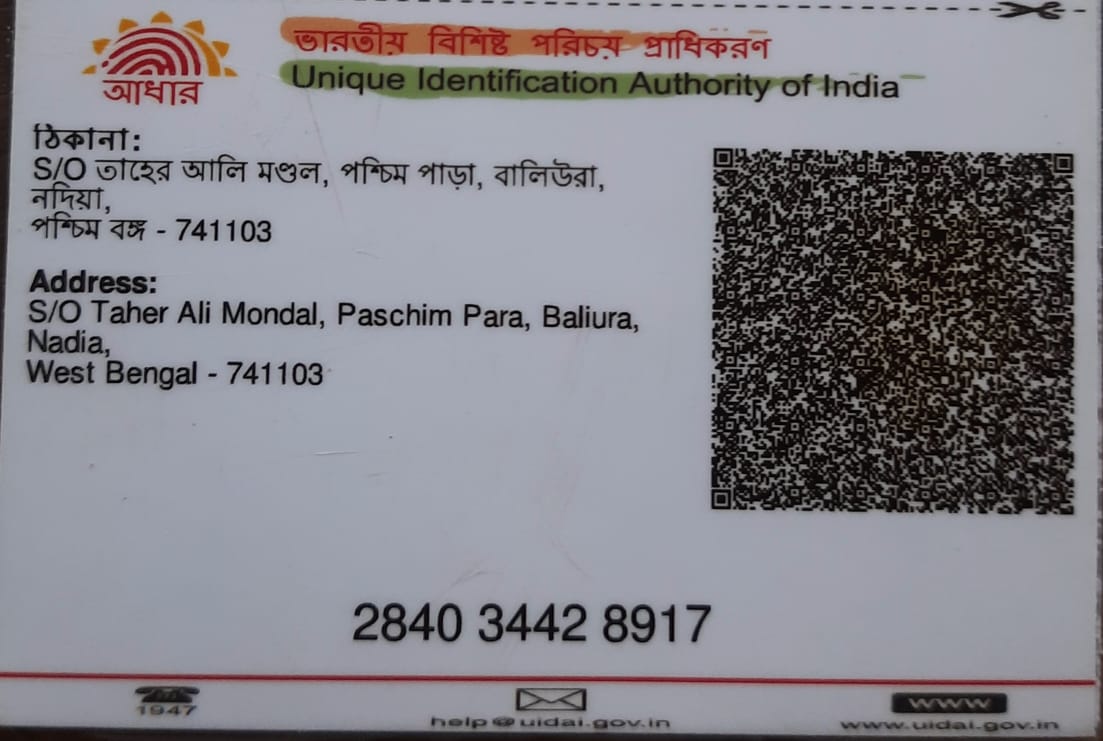 ভারতীয় বিশিষ্ট পরিচয় প্রাধিকরণ
Unique Identification Authority of India
আধার
ঠিকানা:
S/O তাহের আলি মণ্ডল, পশ্চিম পাড়া, বালিউরা,
নদিয়া,
পশ্চিম বঙ্গ - 741103
Address:
S/O Taher Ali Mondal, Paschim Para, Baliura,
Nadia,
West Bengal - 741103
2840 3442 8917
1947
help@uidai.gov.in
www
www.uidai.gov.in